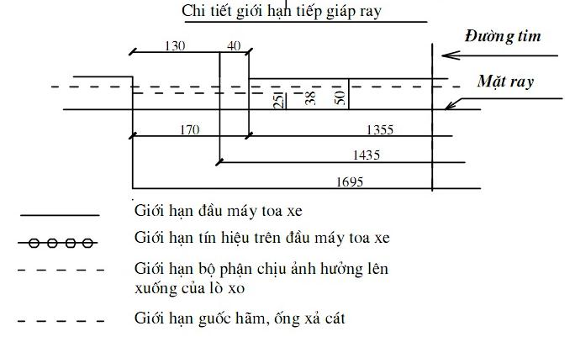 Chi tiết giới hạn tiếp giáp ray
130
40
Đường tim
Mặt ray
25
38
50
170
1355
1435
1695
Giới hạn đầu máy toa xe
Giới hạn tín hiệu trên đầu máy toa xe
Giới hạn bộ phận chịu ảnh hưởng lên
xuống của lò xo
Giới hạn guốc hãm, ống xả cát